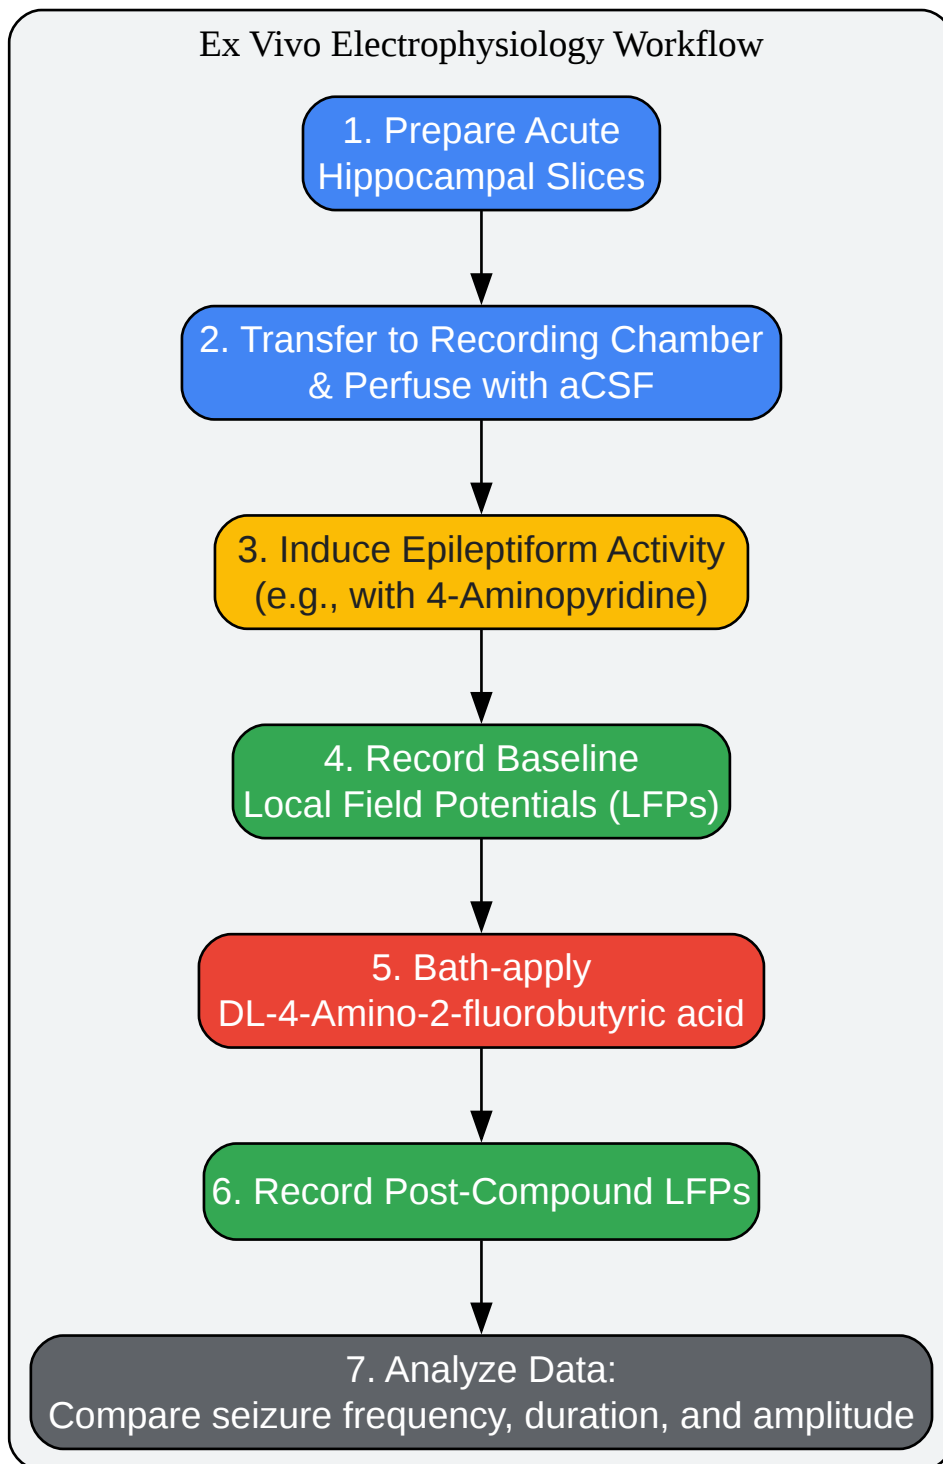 Ex Vivo Electrophysiology Workflow
1. Prepare Acute
Hippocampal Slices
2. Transfer to Recording Chamber
& Perfuse with aCSF
3. Induce Epileptiform Activity
(e.g., with 4-Aminopyridine)
4. Record Baseline
Local Field Potentials (LFPs)
5. Bath-apply
DL-4-Amino-2-fluorobutyric acid
6. Record Post-Compound LFPs
7. Analyze Data:
Compare seizure frequency, duration, and amplitude